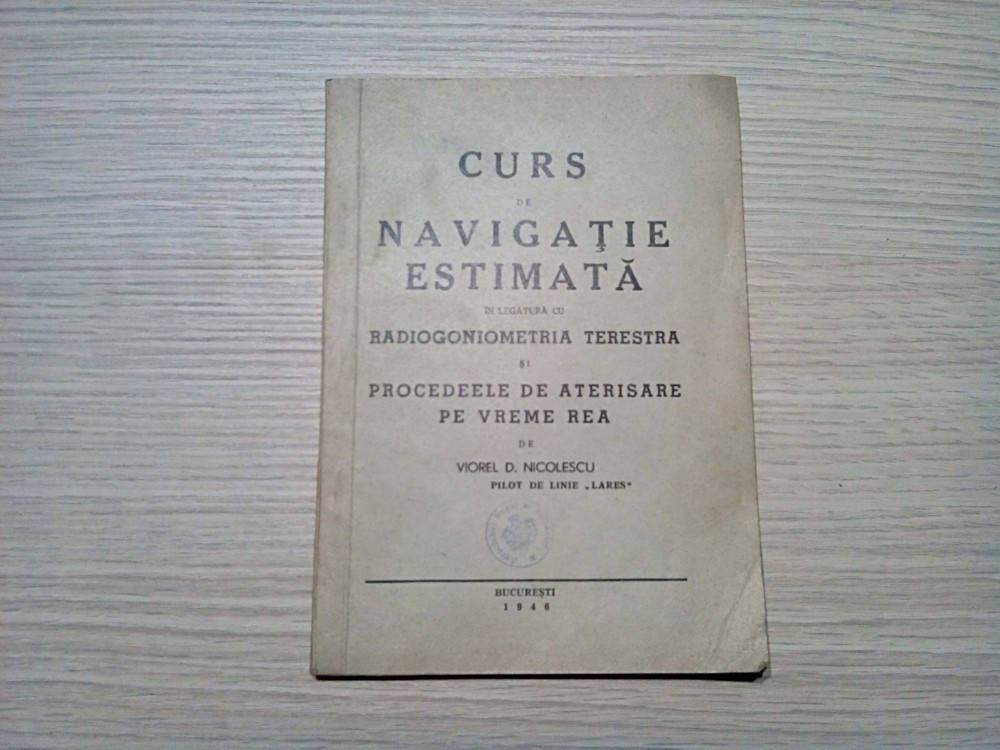 CURS
DE
NAVIGAŢIE
ESTIMATĂ
ÎN LEGĂTURĂ CU
RADIOGONIOMETRIA TERESTRA
ŞI
PROCEDEELE DE ATERISARE
PE VREME REA
DE
VIOREL D. NICOLESCU
PILOT DE LINIE „LARES"
BUCUREŞTI
1946